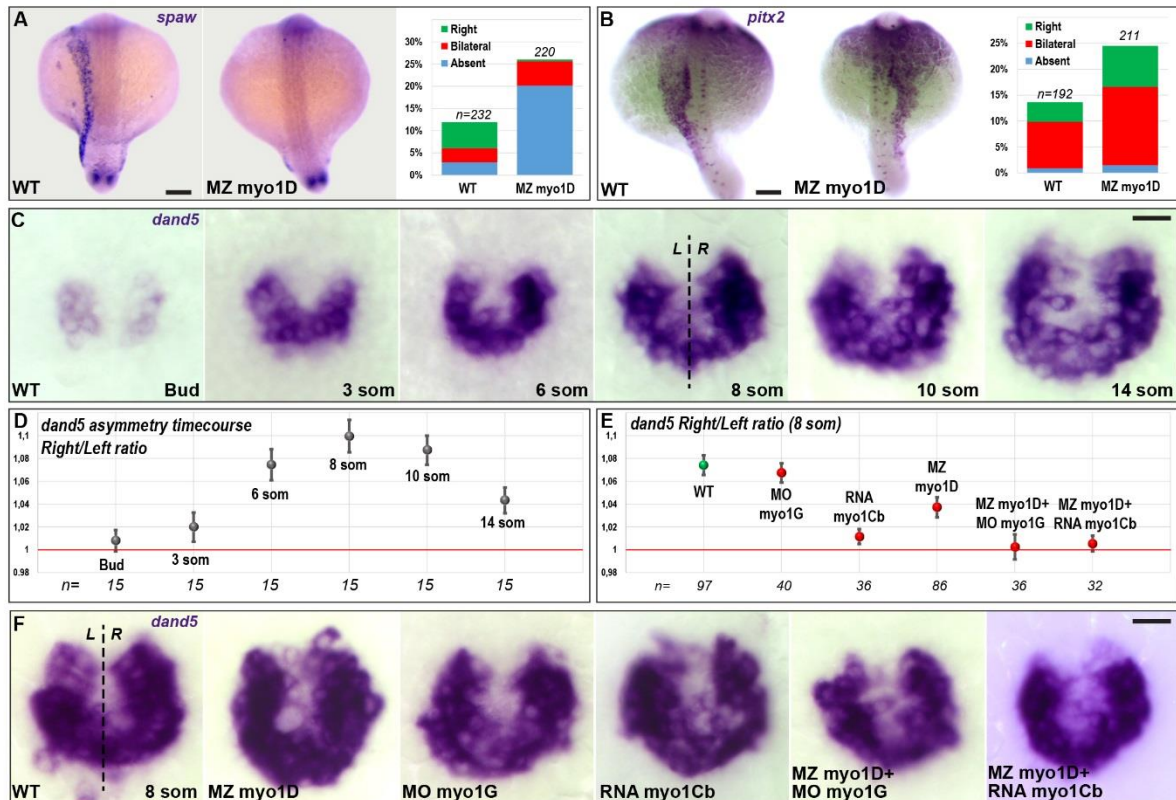 A
spaw
WT
MZ myo1D
Right
Bilateral
Absent
30%
25%
20%
15%
10%
5%
0%
n=232
220
WT
MZ myo1D
B
pitx2
WT
MZ myo1D
Right
Bilateral
Absent
25%
20%
15%
10%
5%
0%
n=192
211
WT
MZ myo1D
C
dand5
L R
WT
Bud
3 som
6 som
8 som
10 som
14 som
D
dand5 asymmetry timecourse
Right/Left ratio
1,1
1,08
1,06
1,04
1,02
1
0.98
Bud
3 som
6 som
8 som
10 som
14 som
n= 15 15 15 15 15 15
E
dand5 Right/Left ratio (8 som)
1,1
1,08
1,06
1,04
1,02
1
0,98
WT
MO
myo1G
RNA
myo1Cb
MZ
myo1D
MZ myo1D+
MO myo1G
MZ myo1D+
RNA myo1Cb
n= 97 40 36 86 36 32
F
dand5
L R
WT
8 som
MZ myo1D
MO myo1G
RNA myo1Cb
MZ myo1D+
MO myo1G
MZ myo1D+
RNA myo1Cb